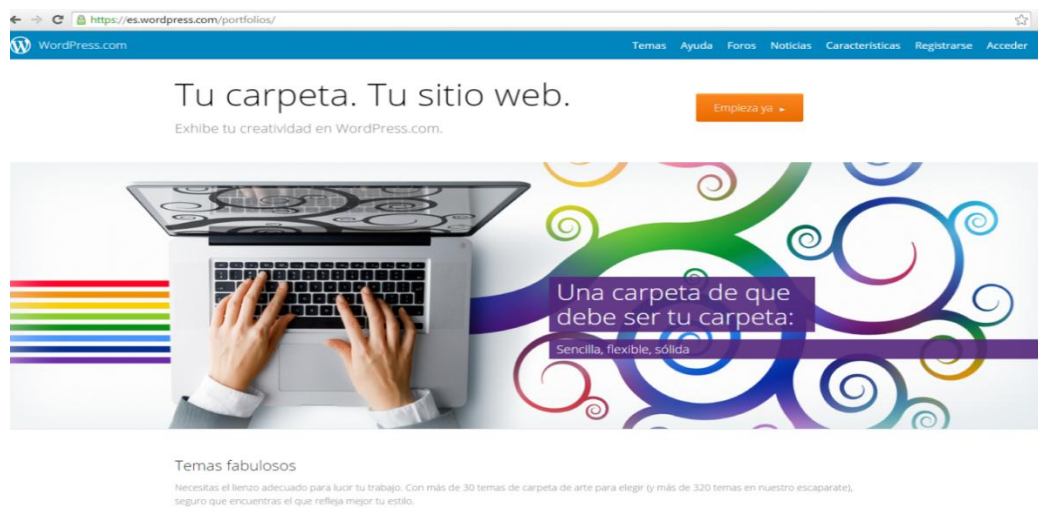 https://es.wordpress.com/portfolios/
WordPress.com Temas Ayuda Foros Noticias Características Registrarse Acceder
Tu carpeta. Tu sitio web.
Empieza ya ▸
Exhibe tu creatividad en WordPress.com.
Una carpeta de que
debe ser tu carpeta:
Sencilla, flexible, sólida
Temas fabulosos
Necesitas el lienzo adecuado para lucir tu trabajo. Con más de 30 temas de carpeta de arte para elegir (y más de 320 temas en nuestro escaparate),
seguro que encuentras el que refleja mejor tu estilo.